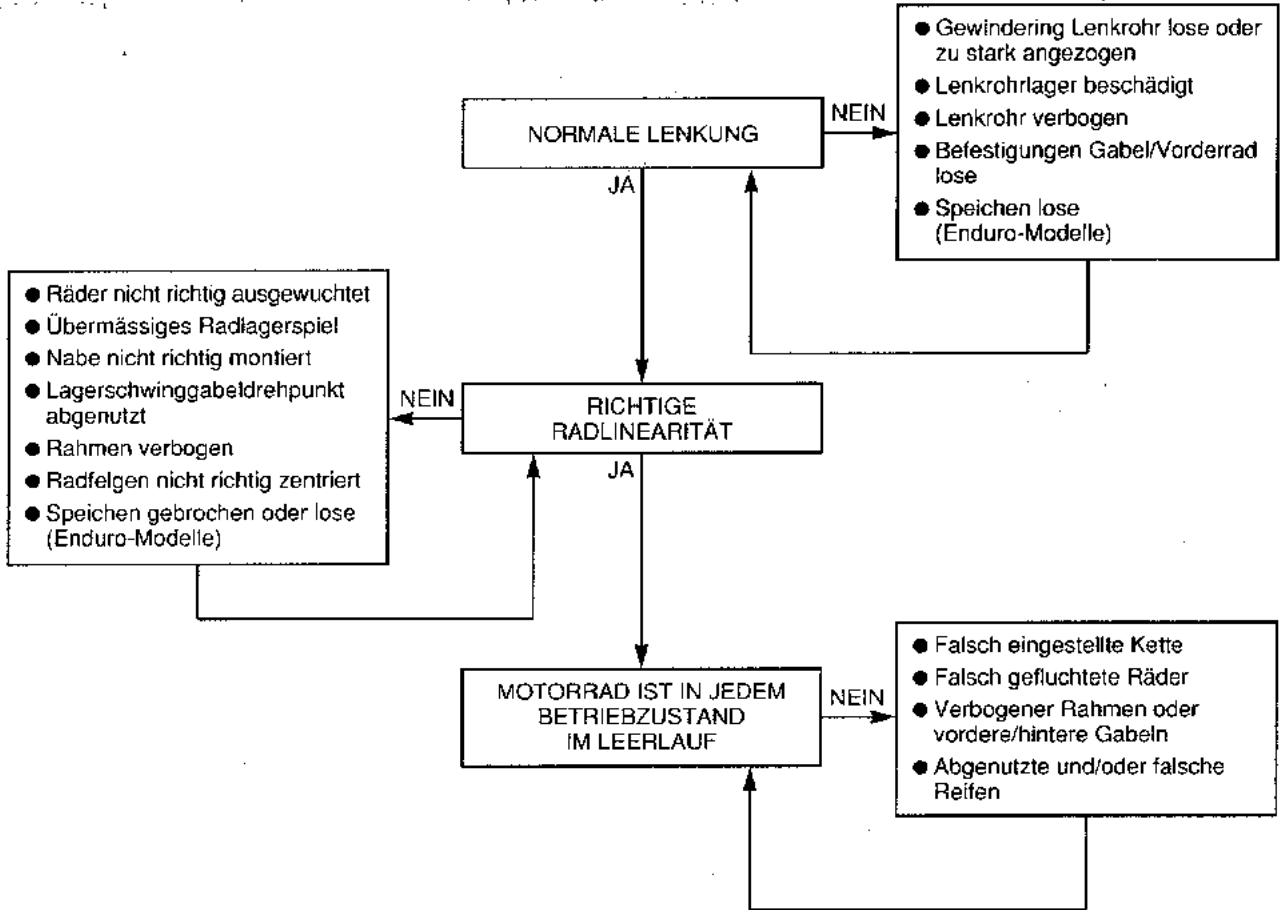 ● Gewindering Lenkrohr lose oder
zu stark angezogen
● Lenkrohrlager beschädigt
● Lenkrohr verbogen
● Befestigungen Gabel/Vorderrad
lose
● Speichen lose
(Enduro-Modelle)
NORMALE LENKUNG
NEIN
JA
● Räder nicht richtig ausgewuchtet
● Übermässiges Radlagerspiel
● Nabe nicht richtig montiert
● Lagerschwinggabeldrehpunkt
abgenutzt
● Rahmen verbogen
● Radfelgen nicht richtig zentriert
● Speichen gebrochen oder lose
(Enduro-Modelle)
NEIN
RICHTIGE
RADLINEARITÄT
JA
MOTORRAD IST IN JEDEM
BETRIEBZUSTAND
IM LEERLAUF
NEIN
● Falsch eingestellte Kette
● Falsch gefluchtete Räder
● Verbogener Rahmen oder
vordere/hintere Gabeln
● Abgenutzte und/oder falsche
Reifen